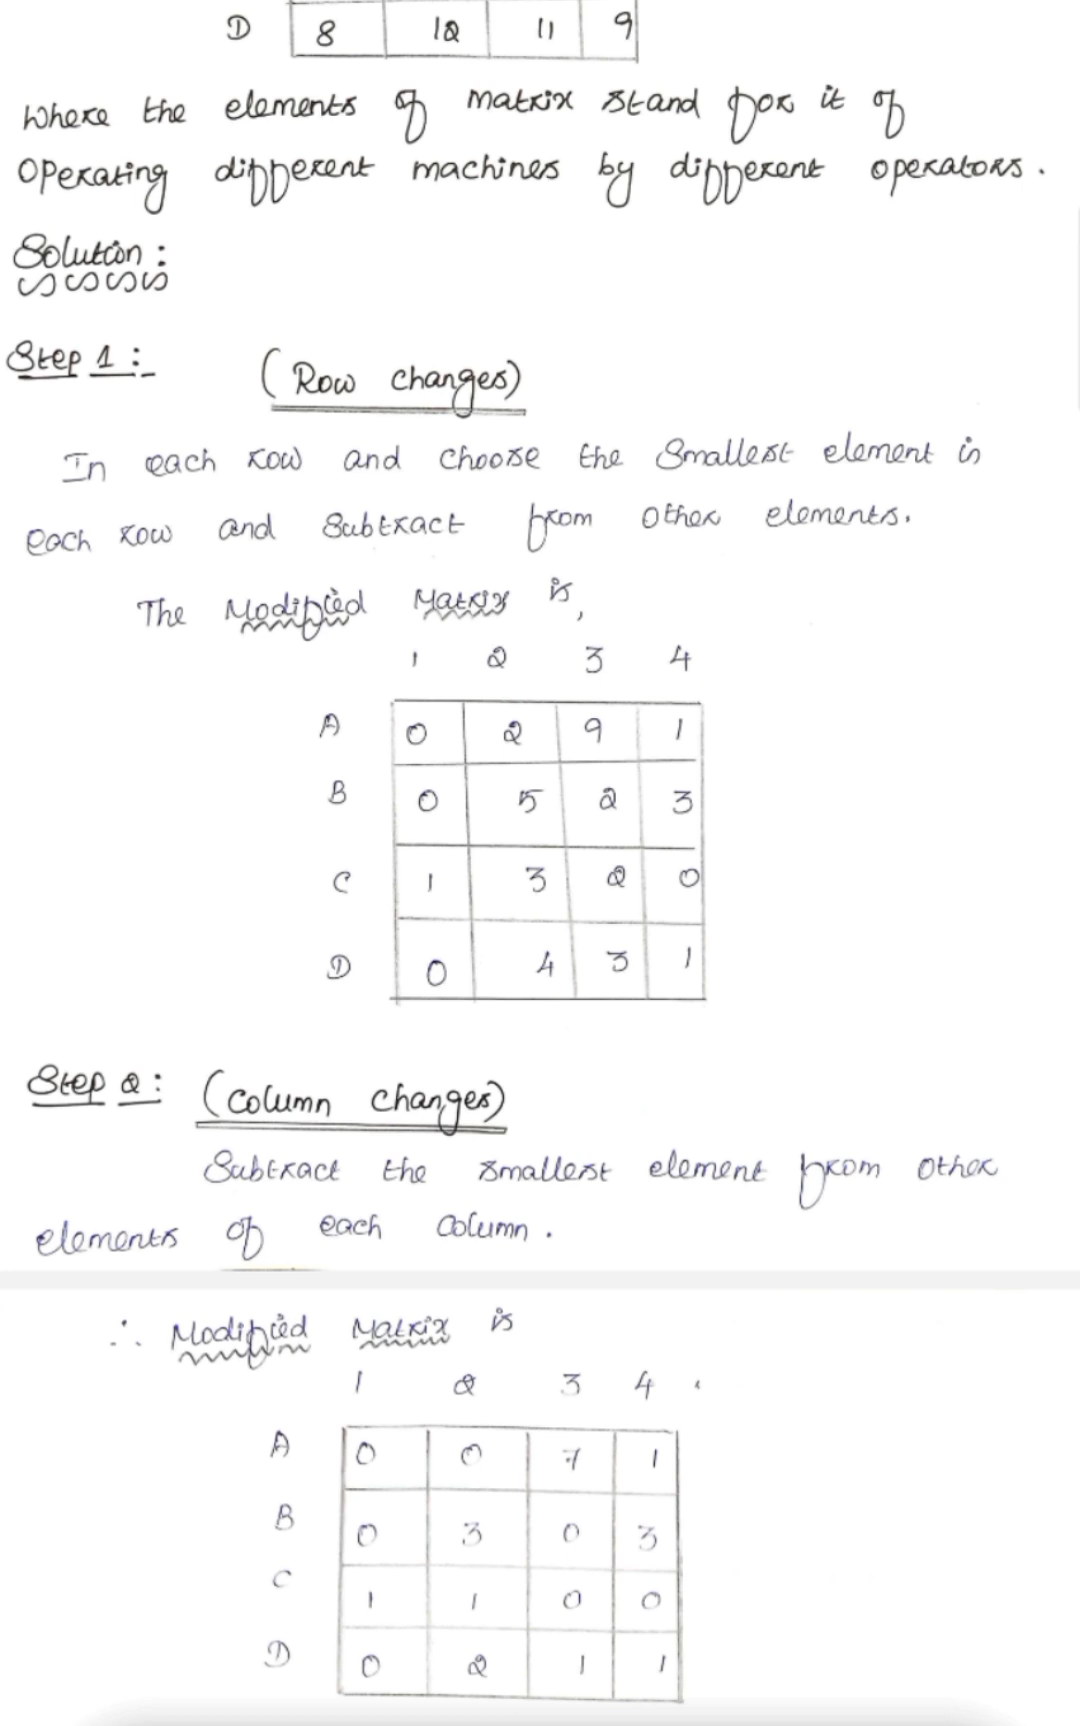 D 8 12 11 9
Where the elements of matrix stand for it of
Operating different machines by different operators.
Solution :
Step 1 :
(Row changes)
In each row and choose the Smallest element in
each row and Subtract from other elements.
The Modified Matrix is,
1 2 3 4
A 0 2 9 1
B 0 5 2 3
C 1 3 2 0
D 0 4 3 1
Step 2 : (column changes)
Subtract the smallest element from other
elements of each Column .
∴ Modified Matrix is
1 2 3 4 .
A 0 0 7 1
B 0 3 0 3
C 1 1 0 0
D 0 2 1 1